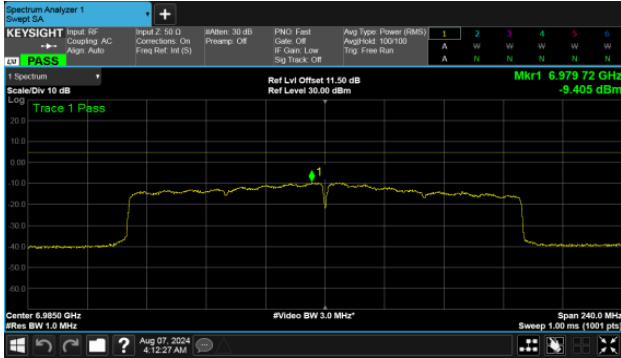 Spectrum Analyzer 1
Swept SA
+
KEYSIGHT Input: RF Input Z: 50 Ω #Atten: 30 dB PNO: Fast Avg Type: Power (RMS) 1 2 3 4 5 6
Coupling: AC Corrections: On Preamp: Off Gate: Off Avg|Hold: 100/100 A W W W W W
Align: Auto Freq Ref: Int (S) IF Gain: Low Trig: Free Run
LXI PASS Sig Track: Off A N N N N N
1 Spectrum Ref Lvl Offset 11.50 dB Mkr1 6.979 72 GHz
Scale/Div 10 dB Ref Level 30.00 dBm -9.405 dBm
Log
Trace 1 Pass
20.0
10.0
0.00
1
-10.0
-20.0
-30.0
-40.0
-50.0
-60.0
Center 6.9850 GHz #Video BW 3.0 MHz* Span 240.0 MHz
#Res BW 1.0 MHz Sweep 1.00 ms (1001 pts)
? Aug 07, 2024
4:12:27 AM